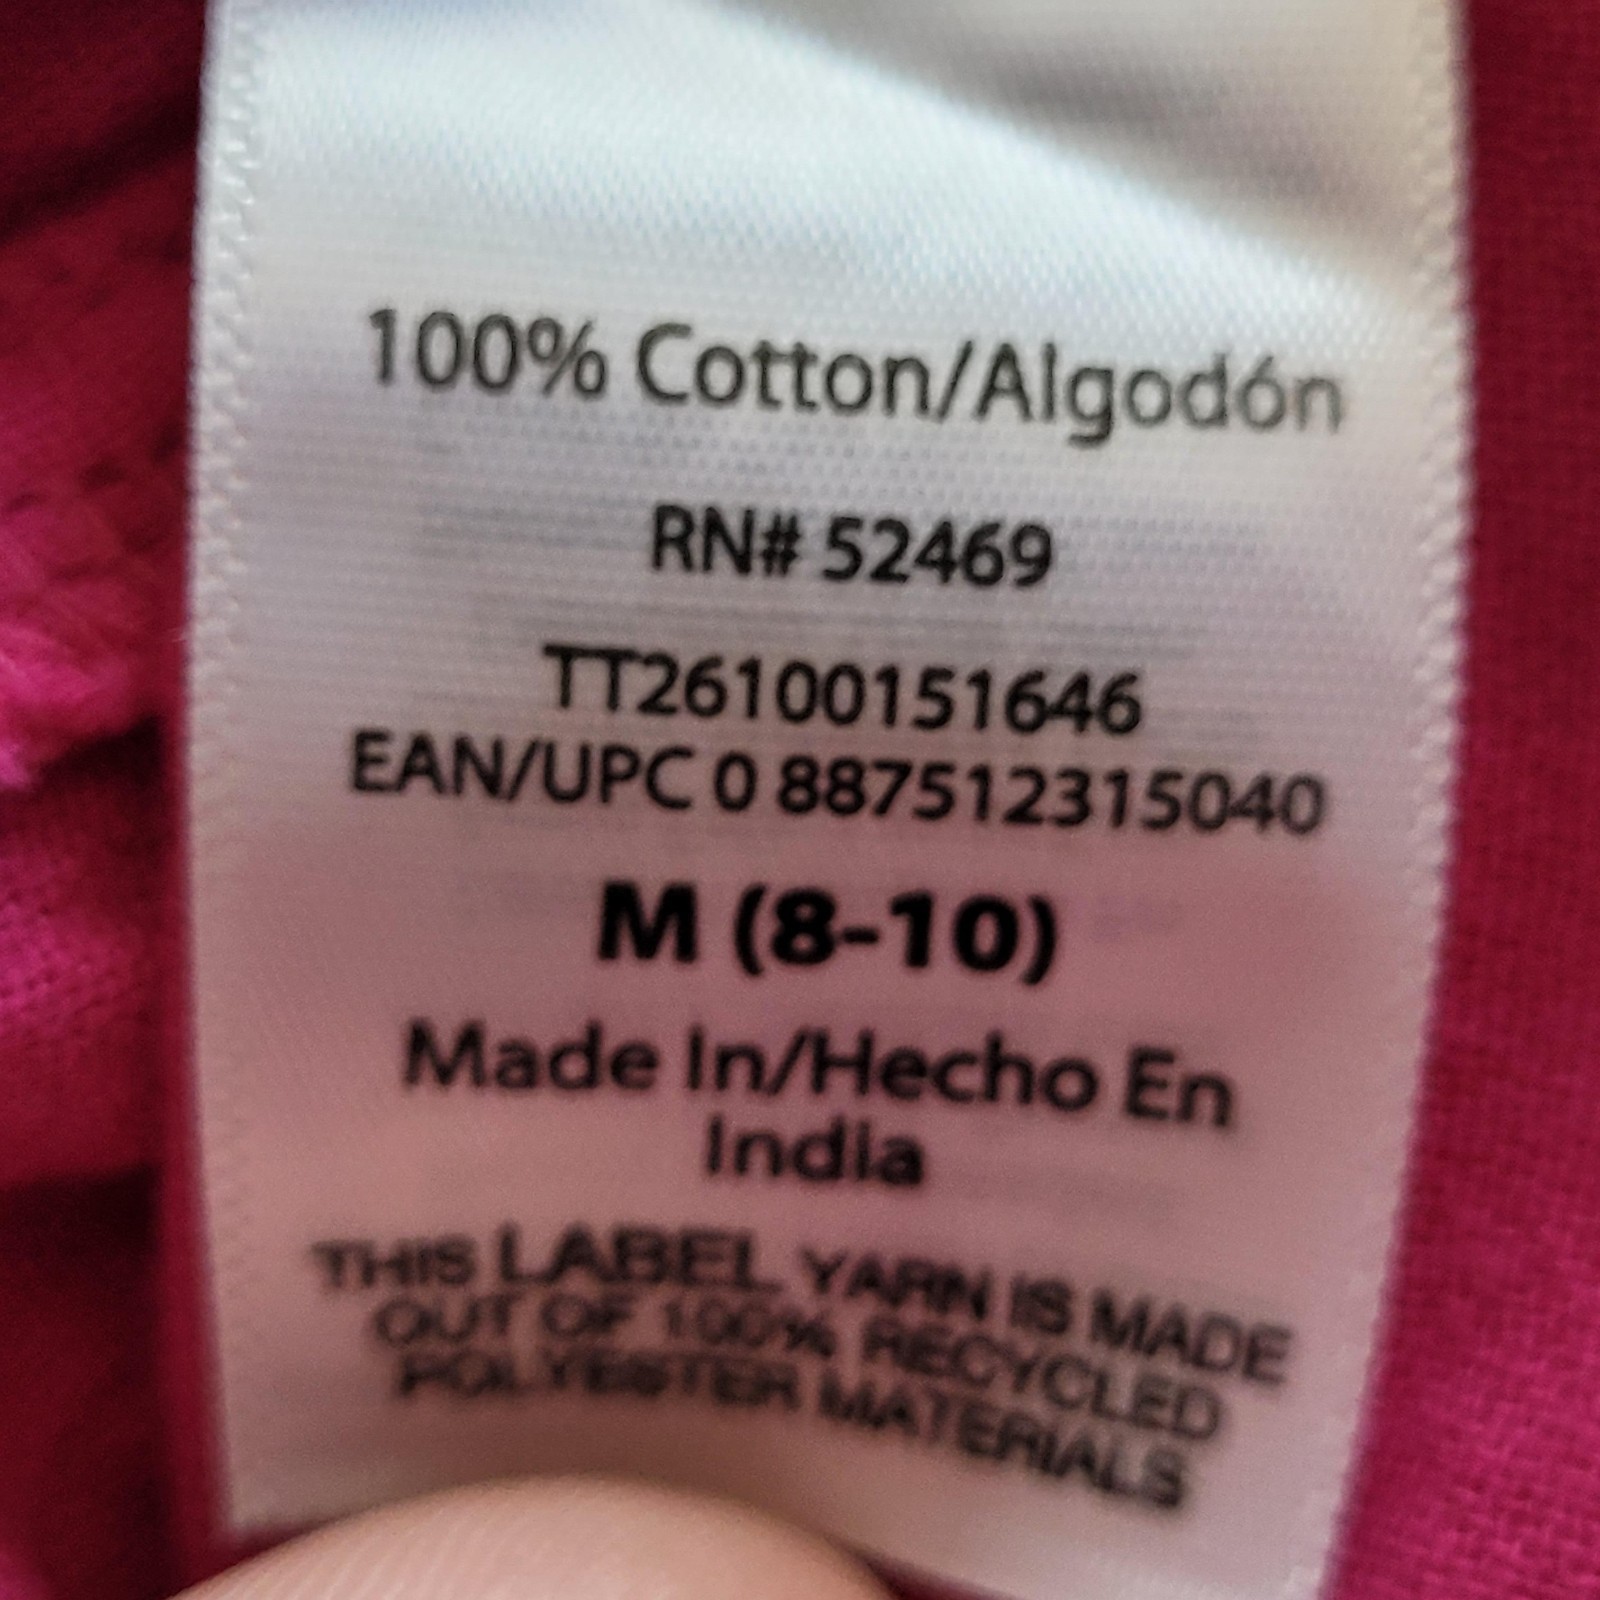 100% Cotton/Algodón
RN# 52469
TT26100151646
EAN/UPC 0 887512315040
M (8-10)
Made In/Hecho En
India
THIS LABEL YARN IS MADE
OUT OF 100% RECYCLED
POLYESTER MATERIALS